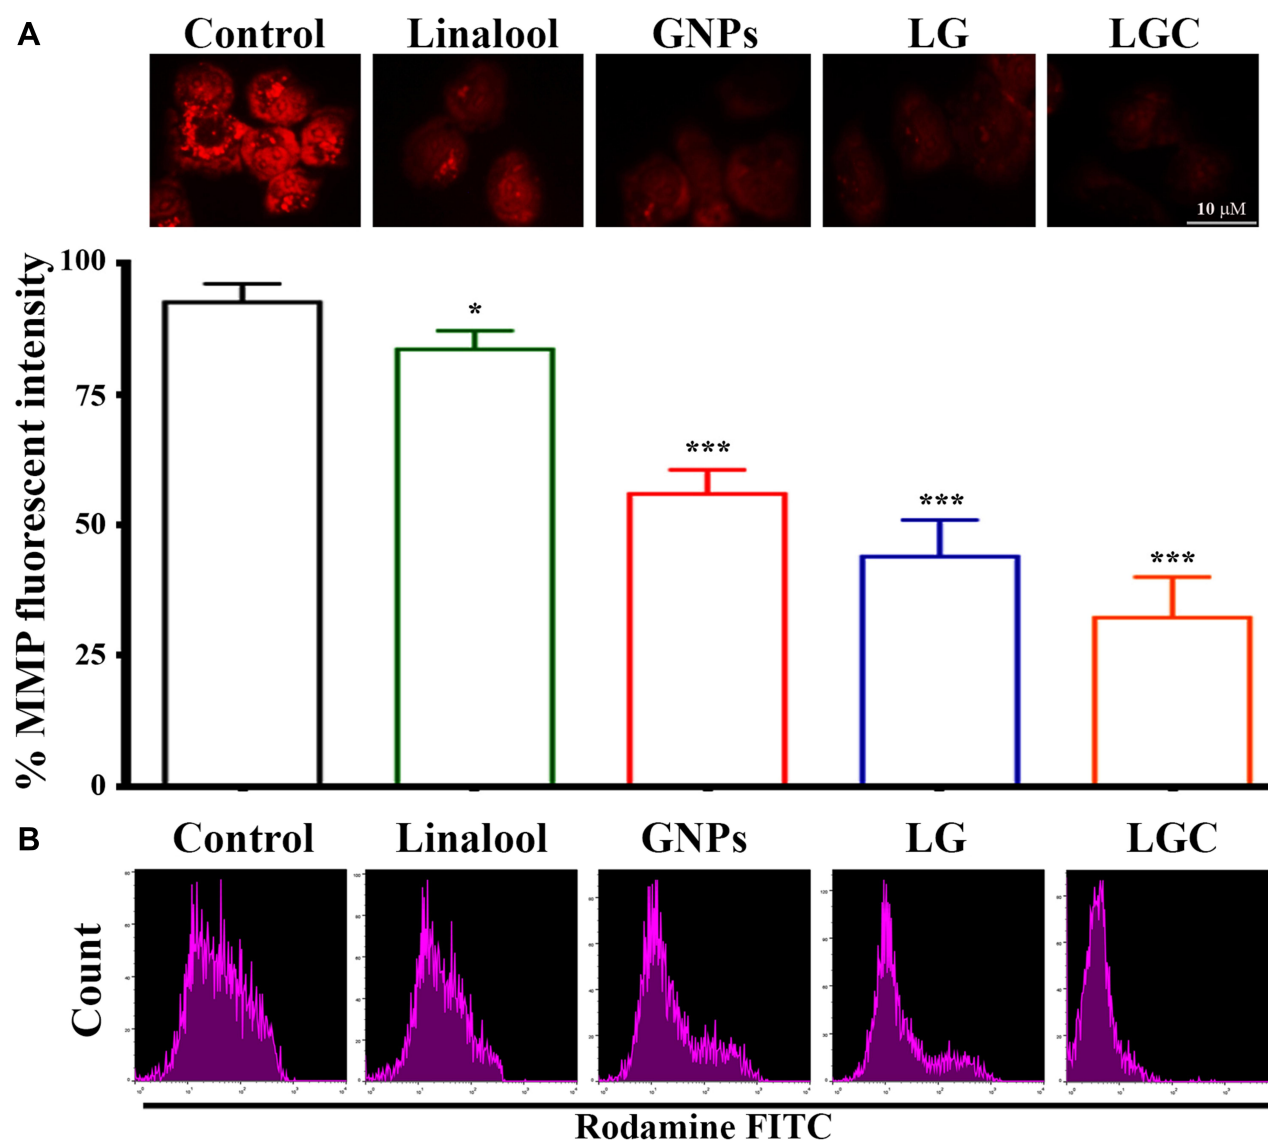 A
Control Linalool GNPs LG LGC
10 µM
% MMP fluorescent intensity
100
75
50
25
0
*
***
***
***
B
Control Linalool GNPs LG LGC
Count
Rodamine FITC